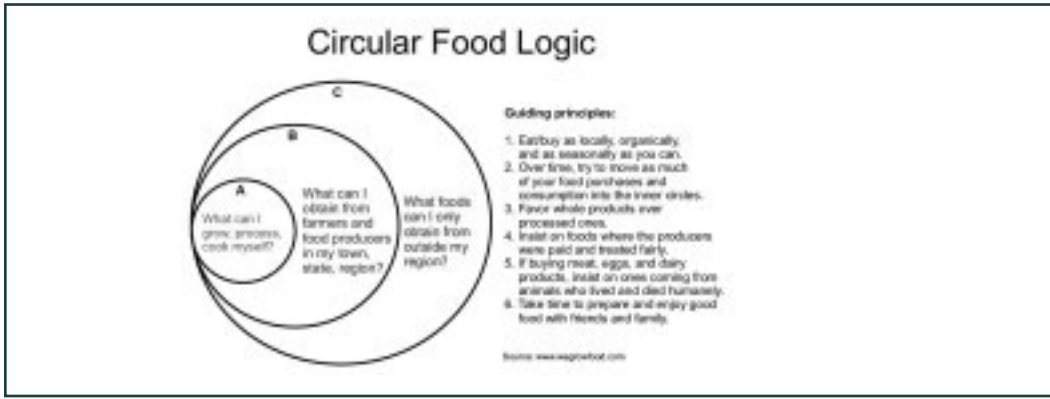 Circular Food Logic
C
B
A
What can I
grow, process,
cook myself?
What can I
obtain from
farmers and
food producers
in my town,
state, region?
What foods
can I only
obtain from
outside my
region?
Guiding principles:
1. Eat/buy as locally, organically,
and as seasonally as you can.
2. Over time, try to move as much
of your food purchases and
consumption into the inner circles.
3. Favor whole products over
processed ones.
4. Insist on foods where the producers
were paid and treated fairly.
5. If buying meat, eggs, and dairy
products, insist on ones coming from
animals who lived and died humanely.
6. Take time to prepare and enjoy good
food with friends and family.
Source: